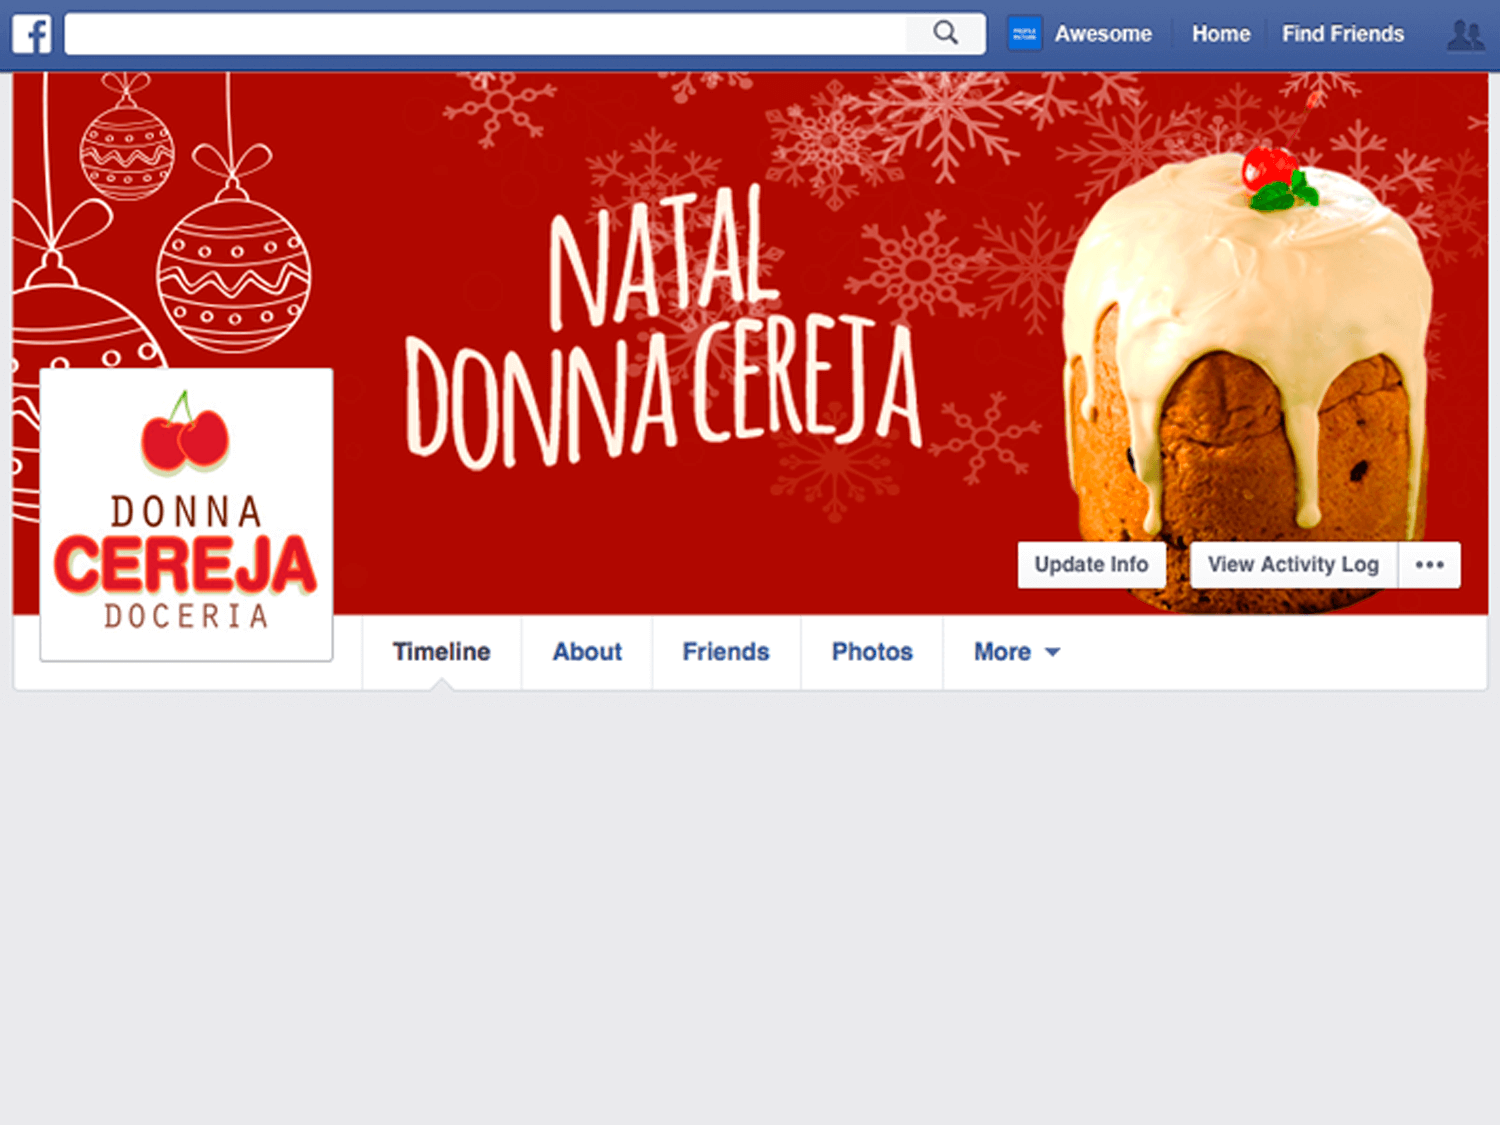 Awesome
Home
Find Friends
NATAL
DONNA CEREJA
DONNA
CEREJA
DOCERIA
Update Info
View Activity Log
Timeline
About
Friends
Photos
More